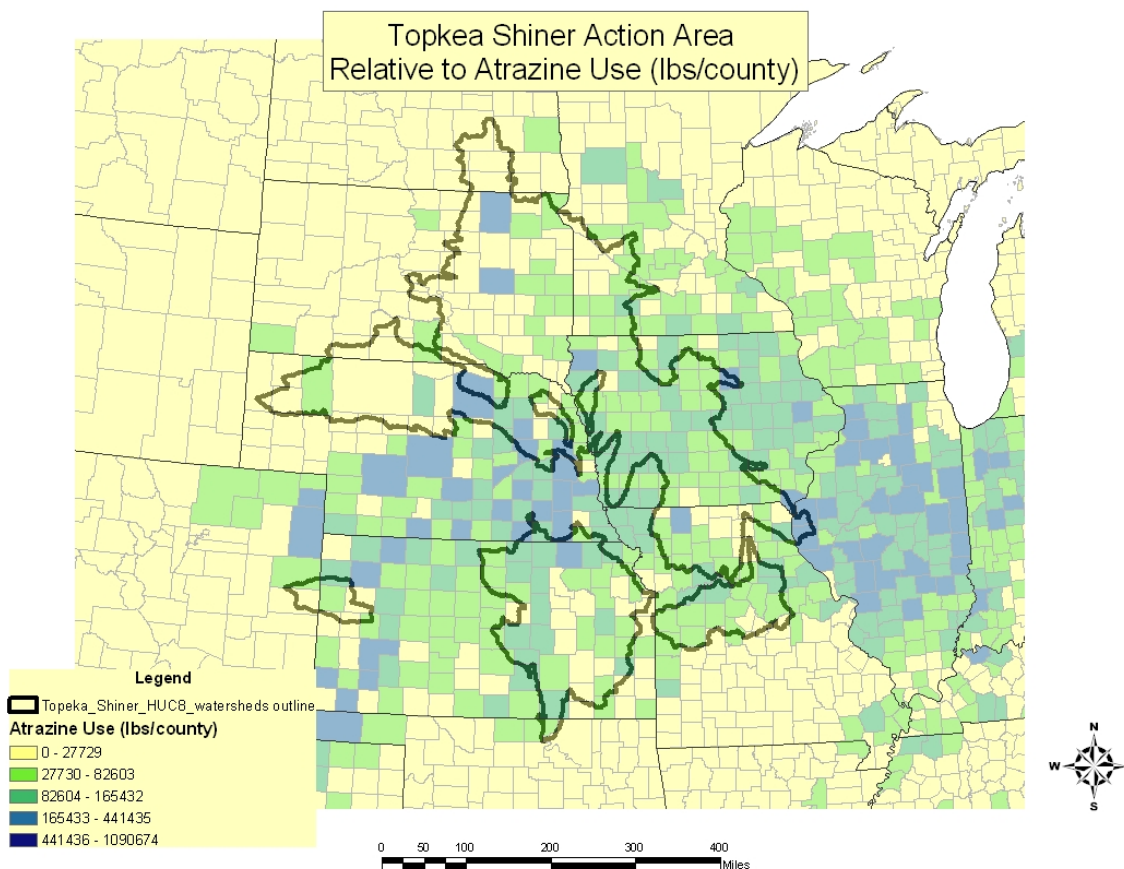 Topkea Shiner Action Area
Relative to Atrazine Use (lbs/county)
Legend
Topeka_Shiner_HUC8_watersheds outline
Atrazine Use (lbs/county)
0 - 27729
27730 - 82603
82604 - 165432
165433 - 441435
441436 - 1090674
N
W E
S
0 50 100 200 300 400
Miles